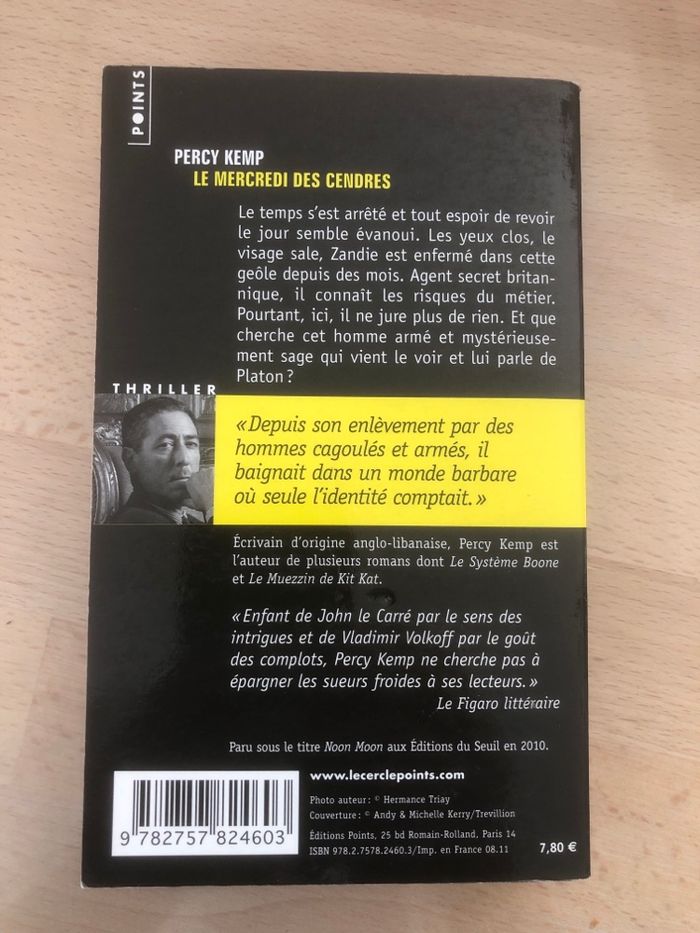 POINTS
PERCY KEMP
LE MERCREDI DES CENDRES
Le temps s'est arrêté et tout espoir de revoir
le jour semble évanoui. Les yeux clos, le
visage sale, Zandie est enfermé dans cette
geôle depuis des mois. Agent secret britan-
nique, il connaît les risques du métier.
Pourtant, ici, il ne jure plus de rien. Et que
cherche cet homme armé et mystérieuse-
ment sage qui vient le voir et lui parle de
Platon ?
THRILLER
« Depuis son enlèvement par des
hommes cagoulés et armés, il
baignait dans un monde barbare
où seule l'identité comptait. »
Écrivain d'origine anglo-libanaise, Percy Kemp est
l'auteur de plusieurs romans dont Le Système Boone
et Le Muezzin de Kit Kat.
« Enfant de John le Carré par le sens des
intrigues et de Vladimir Volkoff par le goût
des complots, Percy Kemp ne cherche pas à
épargner les sueurs froides à ses lecteurs. »
Le Figaro littéraire
Paru sous le titre Noon Moon aux Éditions du Seuil en 2010.
www.lecerclepoints.com
Photo auteur : © Hermance Triay
Couverture : © Andy & Michelle Kerry/Trevillion
Éditions Points, 25 bd Romain-Rolland, Paris 14
ISBN 978.2.7578.2460.3/Imp. en France 08.11
7,80 €
9 782757 824603